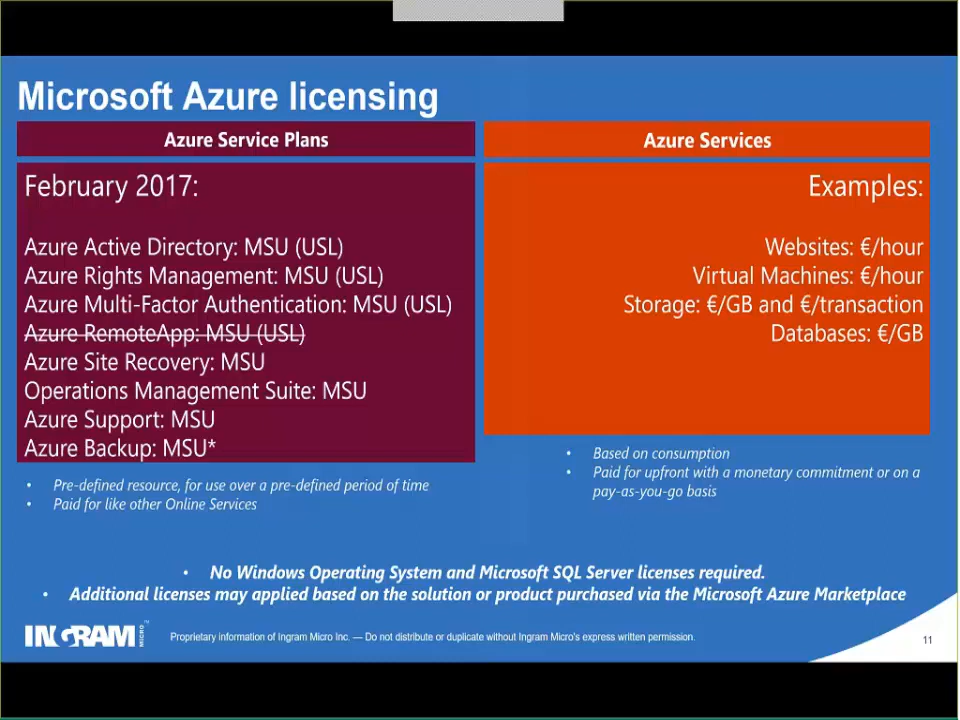 Microsoft Azure licensing
Azure Service Plans
February 2017:
Azure Active Directory: MSU (USL)
Azure Rights Management: MSU (USL)
Azure Multi-Factor Authentication: MSU (USL)
Azure RemoteApp: MSU (USL)
Azure Site Recovery: MSU
Operations Management Suite: MSU
Azure Support: MSU
Azure Backup: MSU*
• Pre-defined resource, for use over a pre-defined period of time
• Paid for like other Online Services
Azure Services
Examples:
Websites: €/hour
Virtual Machines: €/hour
Storage: €/GB and €/transaction
Databases: €/GB
• Based on consumption
• Paid for upfront with a monetary commitment or on a
pay-as-you-go basis
• No Windows Operating System and Microsoft SQL Server licenses required.
• Additional licenses may applied based on the solution or product purchased via the Microsoft Azure Marketplace
INGRAM MICRO™
Proprietary information of Ingram Micro Inc. — Do not distribute or duplicate without Ingram Micro's express written permission.
11